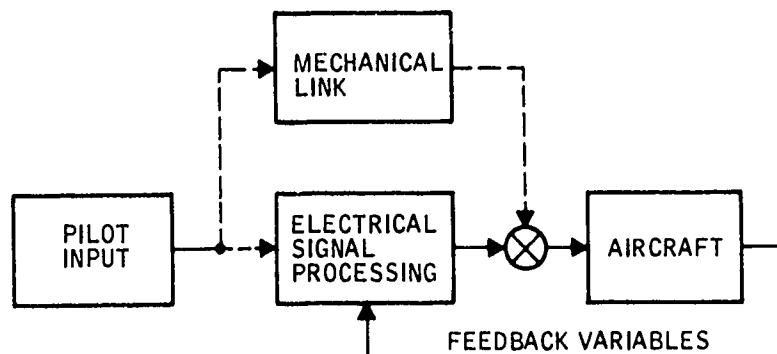 MECHANICAL
LINK
PILOT
INPUT
ELECTRICAL
SIGNAL
PROCESSING
AIRCRAFT
FEEDBACK VARIABLES